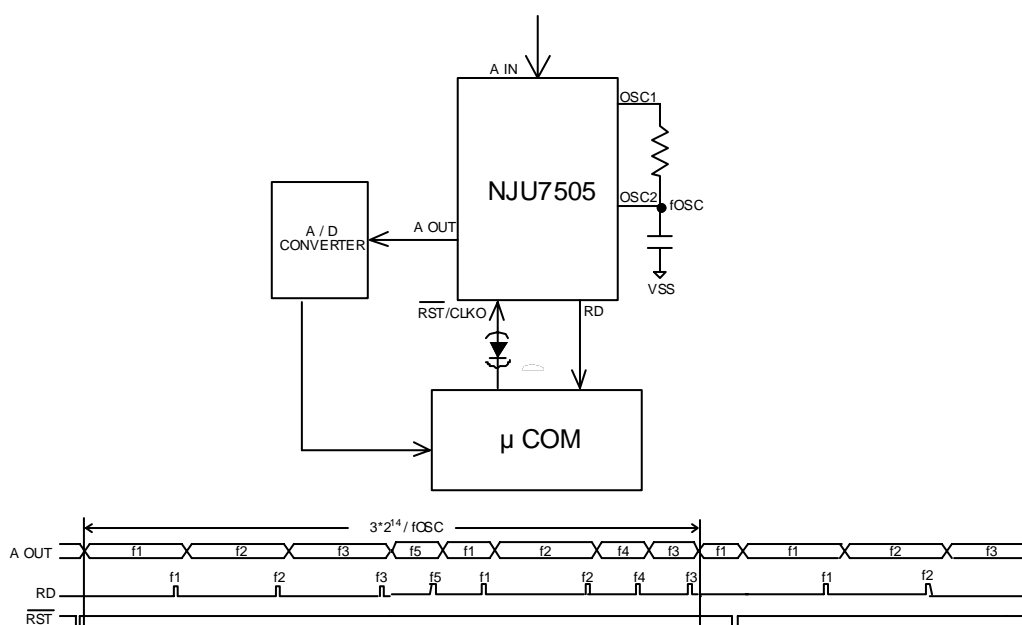 A IN
OSC1
NJU7505
OSC2
fOSC
A / D
CONVERTER
A OUT
VSS
RST/CLKO
RD
μ COM
3*2¹⁴ / fOSC
A OUT f1 f2 f3 f5 f1 f2 f4 f3 f1 f1 f2 f3
RD f1 f2 f3 f5 f1 f2 f4 f3 f1 f2
RST